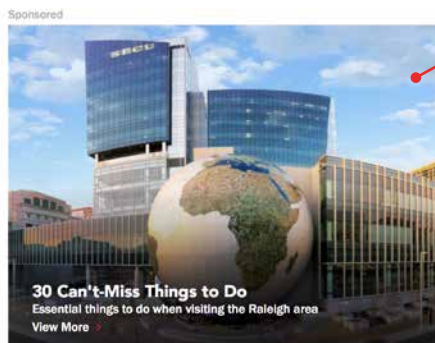 Sponsored
SECU
30 Can't-Miss Things to Do
Essential things to do when visiting the Raleigh area
View More